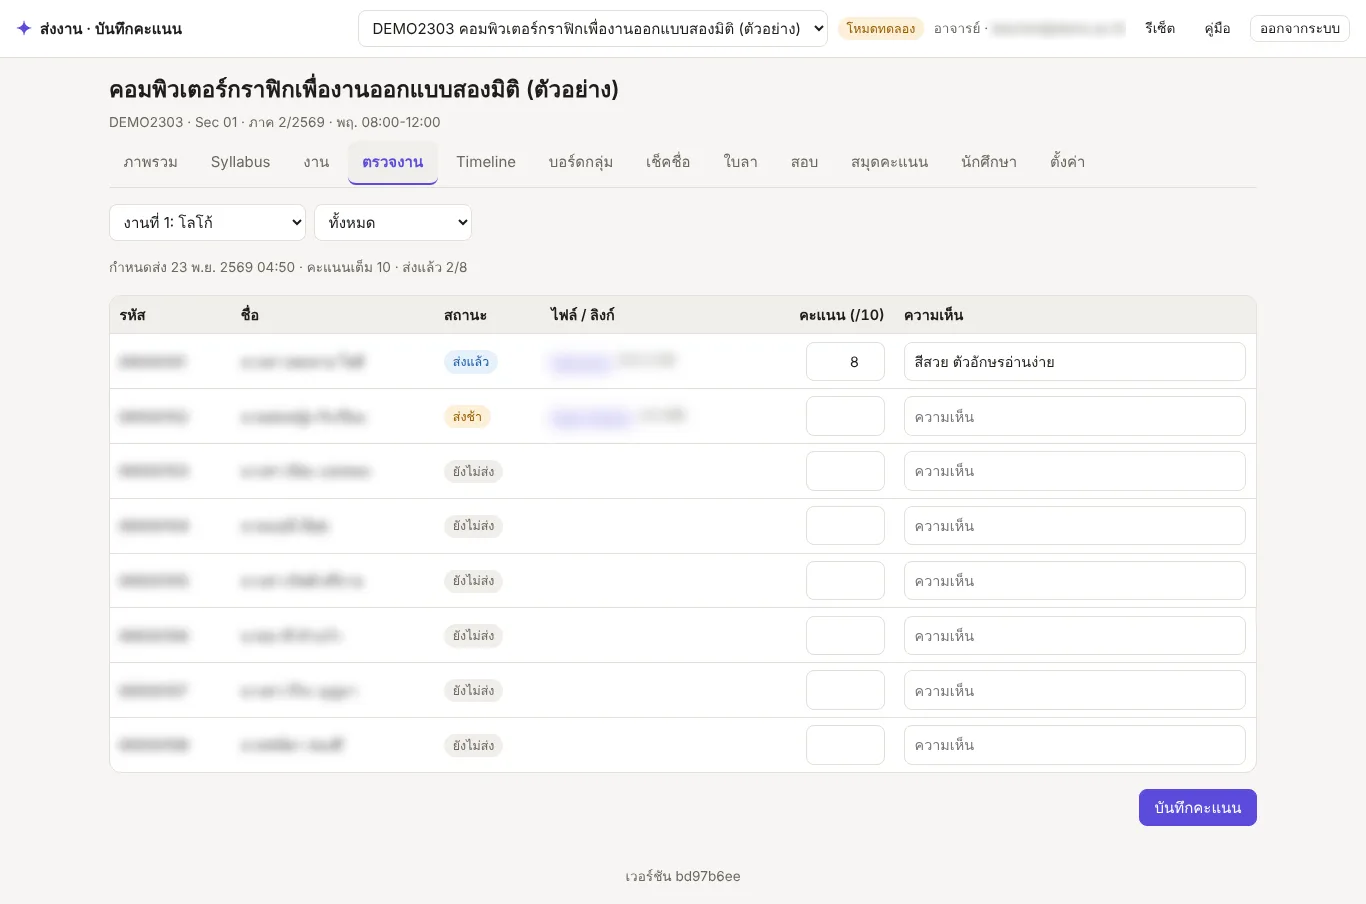 ส่งงาน · บันทึกคะแนน
DEMO2303 คอมพิวเตอร์กราฟิกเพื่องานออกแบบสองมิติ (ตัวอย่าง)
โหมดทดลอง
อาจารย์ ·
รีเซ็ต
คู่มือ
ออกจากระบบ
คอมพิวเตอร์กราฟิกเพื่องานออกแบบสองมิติ (ตัวอย่าง)
DEMO2303 · Sec 01 · ภาค 2/2569 · พฤ. 08:00-12:00
ภาพรวม Syllabus งาน ตรวจงาน Timeline บอร์ดกลุ่ม เช็คชื่อ ใบลา สอบ สมุดคะแนน นักศึกษา ตั้งค่า
งานที่ 1: โลโก้ ทั้งหมด
กำหนดส่ง 23 พ.ย. 2569 04:50 · คะแนนเต็ม 10 · ส่งแล้ว 2/8
รหัส ชื่อ สถานะ ไฟล์ / ลิงก์ คะแนน (/10) ความเห็น
ส่งแล้ว 8 สีสวย ตัวอักษรอ่านง่าย
ส่งช้า ความเห็น
ยังไม่ส่ง ความเห็น
ยังไม่ส่ง ความเห็น
ยังไม่ส่ง ความเห็น
ยังไม่ส่ง ความเห็น
ยังไม่ส่ง ความเห็น
ยังไม่ส่ง ความเห็น
บันทึกคะแนน
เวอร์ชัน bd97b6ee